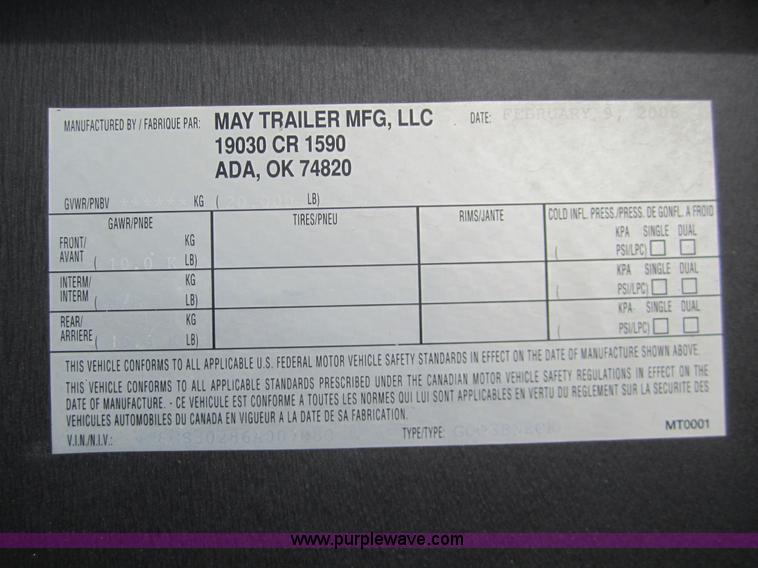 MANUFACTURED BY / FABRIQUE PAR: MAY TRAILER MFG, LLC DATE: FEBRUARY 9, 2006
19030 CR 1590
ADA, OK 74820
GVWR/PNBV ****** KG ( LB)
GAWR/PNBE TIRES/PNEU RIMS/JANTE COLD INFL. PRESS./PRESS. DE GONFL. A FROID
FRONT/ KG KPA SINGLE DUAL
AVANT ( LB) ( PSI/LPC)
INTERM/ KG KPA SINGLE DUAL
INTERM ( LB) ( PSI/LPC)
REAR/ KG KPA SINGLE DUAL
ARRIERE ( LB) ( PSI/LPC)
THIS VEHICLE CONFORMS TO ALL APPLICABLE U.S. FEDERAL MOTOR VEHICLE SAFETY STANDARDS IN EFFECT ON THE DATE OF MANUFACTURE SHOWN ABOVE.
THIS VEHICLE CONFORMS TO ALL APPLICABLE STANDARDS PRESCRIBED UNDER THE CANADIAN MOTOR VEHICLE SAFETY REGULATIONS IN EFFECT ON THE
DATE OF MANUFACTURE. - CE VEHICULE EST CONFORME A TOUTES LES NORMES QUI LUI SONT APPLICABLES EN VERTU DU REGLEMENT SUR LA SECURITE DES
VEHICULES AUTOMOBILES DU CANADA EN VIGUEUR A LA DATE DE SA FABRICATION.
V.I.N./N.I.V.: TYPE/TYPE: MT0001
www.purplewave.com